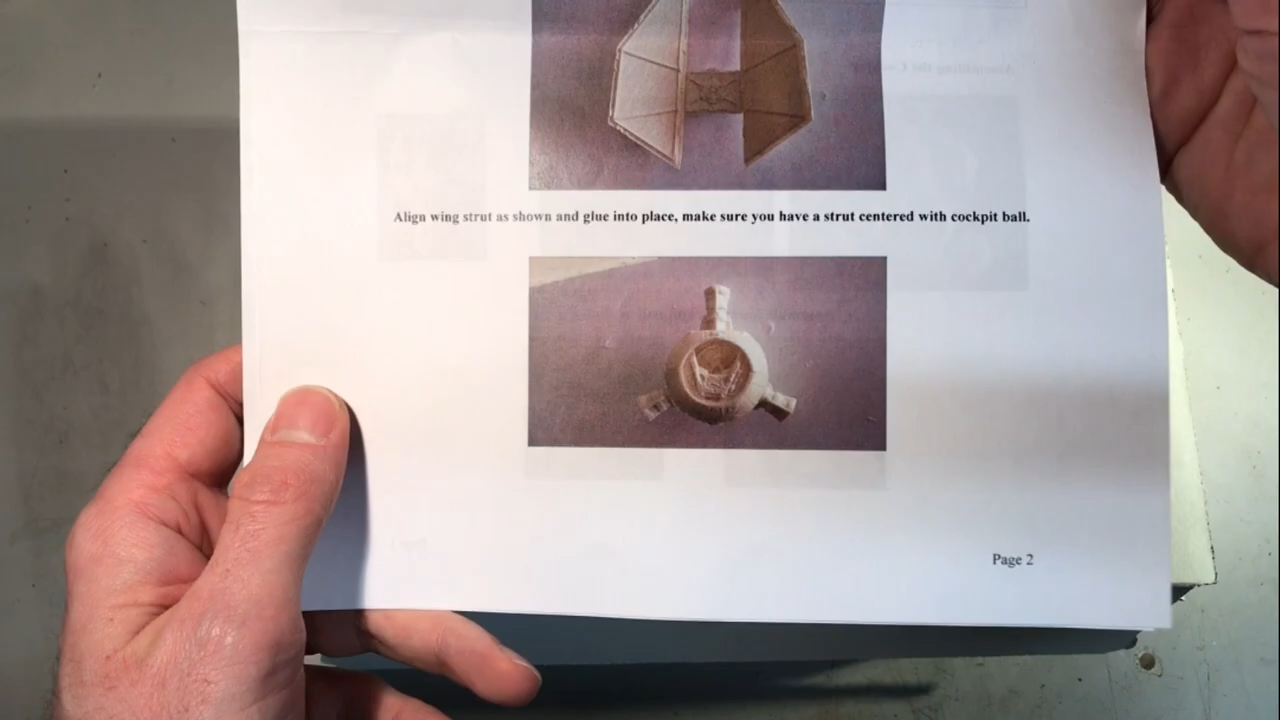 Align wing strut as shown and glue into place, make sure you have a strut centered with cockpit ball.
Page 2